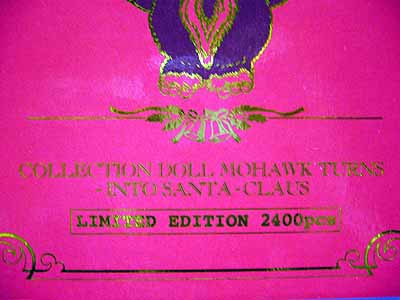 COLLECTION DOLL MOHAWK TURNS
-INTO SANTA-CLAUS
LIMITED EDITION 2400pcs